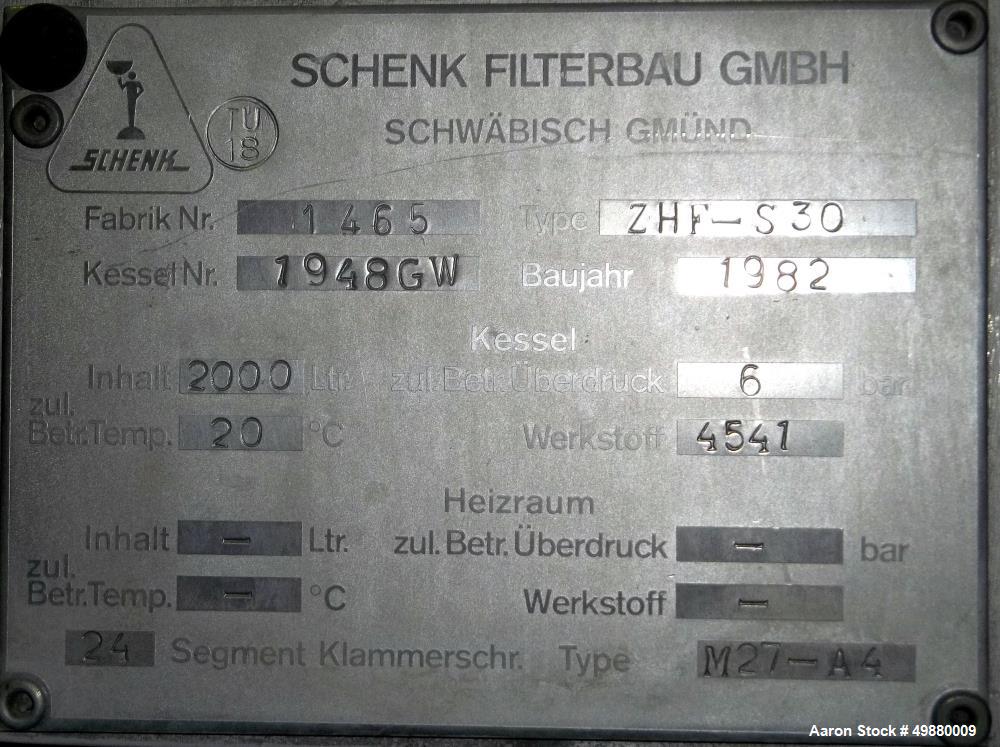 SCHENK FILTERBAU GMBH
SCHWÄBISCH GMÜND
SCHENK
TU
18
Fabrik Nr. 1465 Type ZHF-S30
Kessel Nr. 1948GW Baujahr 1982
Kessel
Inhalt 2000 Ltr. zul. Betr. Überdruck 6 bar
zul.
Betr.Temp. 20 °C Werkstoff 4541
Heizraum
Inhalt - Ltr. zul. Betr. Überdruck - bar
zul.
Betr.Temp. - °C Werkstoff -
24 Segment Klammerschr. Type M27-A4
Aaron Stock # 49880009